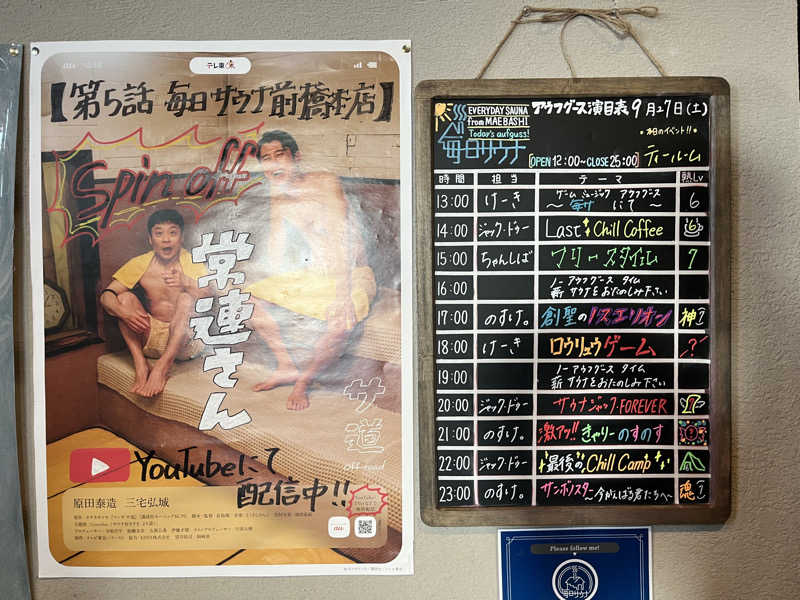 テレ東
【第5話 毎日サウナ前橋本店】
Spin off
常連さん
サ道
off-road
YouTubeにて
配信中!!
原田泰造 三宅弘城
au
EVERYDAY SAUNA
from MAEBASHI
Today's aufguss!
毎日サウナ
アウフグース演目表 9月27日(土)
*本日のイベント!!*
[OPEN 12:00~CLOSE 25:00] ティールーム
時間 担当 テーマ 熱Lv
13:00 けーき ゲームミュージック アウフグース
~毎サにて~ 6
14:00 ジャック・ドゥー Last Chill Coffee
15:00 ちゃんしば フリースタイム 7
16:00 ノーアウフグースタイム
薪サウナをおたのしみ下さい
17:00 のすけ。 創聖のノスエリオン 神
18:00 けーき ロウリュウゲーム ?
19:00 ノーアウフグースタイム
薪サウナをおたのしみ下さい
20:00 ジャック・ドゥー サウナジャック FOREVER
21:00 のすけ。 激アツ!! きゃりーのすのす
22:00 ジャック・ドゥー 最後のChill Camp
23:00 のすけ。 サンボノスター 今がんばる君たちへ 魂
Please follow me!
毎日サウナ